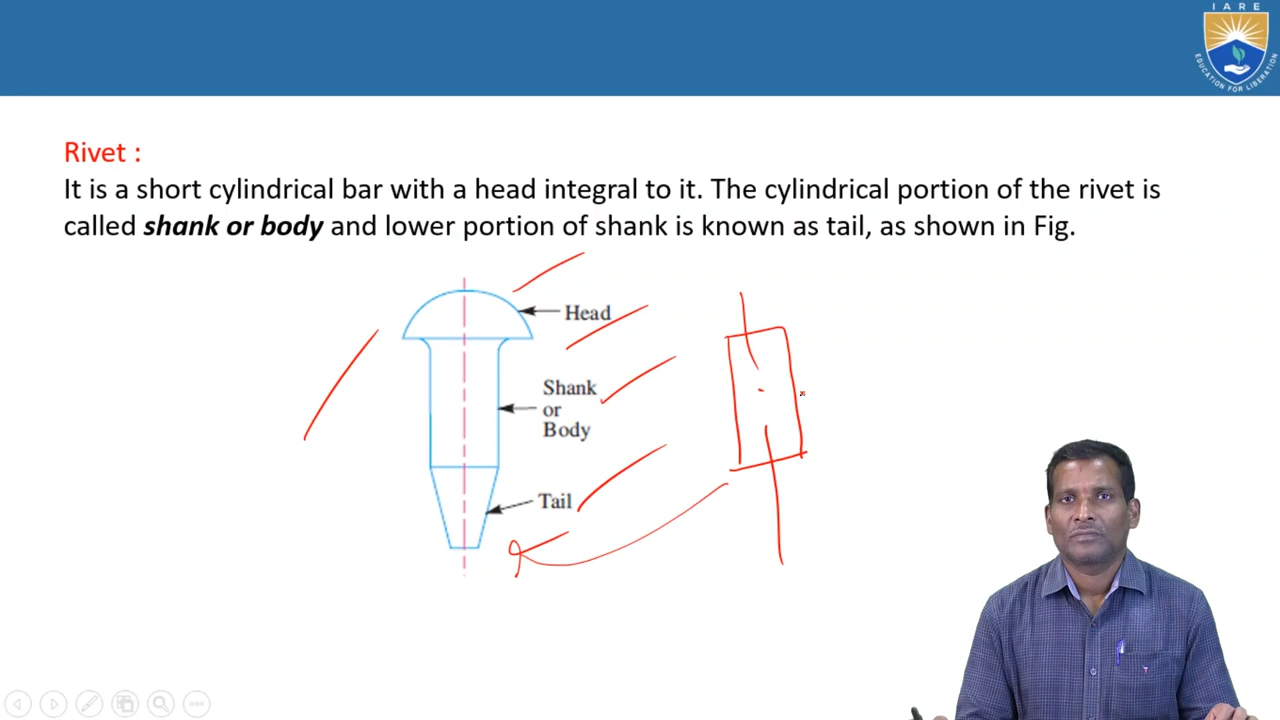 IARE
EDUCATION FOR LIBERATION
Rivet :
It is a short cylindrical bar with a head integral to it. The cylindrical portion of the rivet is
called shank or body and lower portion of shank is known as tail, as shown in Fig.
Head
Shank
or
Body
Tail